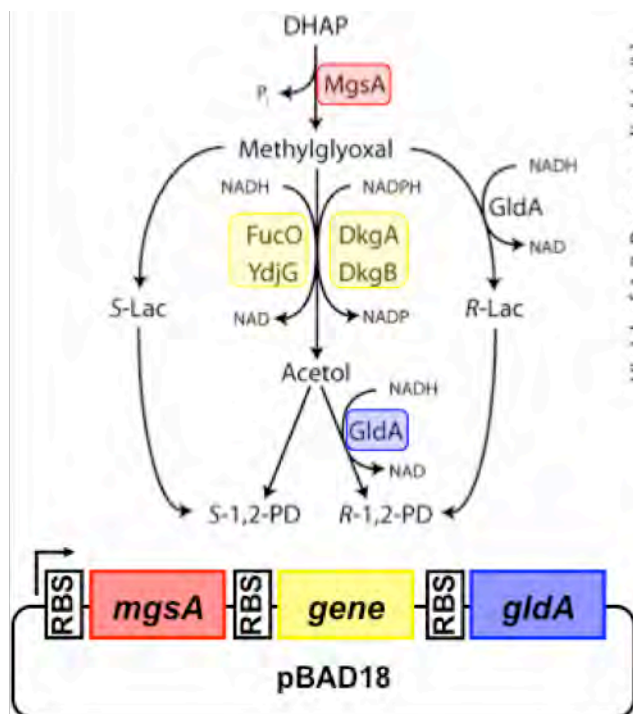 DHAP
Pi
MgsA
Methylglyoxal
NADH
NADPH
NADH
GldA
NAD
FucO
DkgA
YdjG
DkgB
S-Lac
NAD
NADP
R-Lac
Acetol
NADH
GldA
NAD
S-1,2-PD
R-1,2-PD
RBS
mgsA
RBS
gene
RBS
gldA
pBAD18